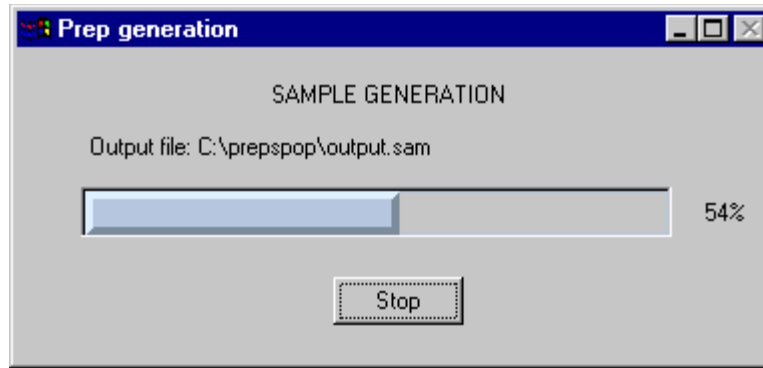 Prep generation
SAMPLE GENERATION
Output file: C:\prepspop\output.sam
54%
Stop